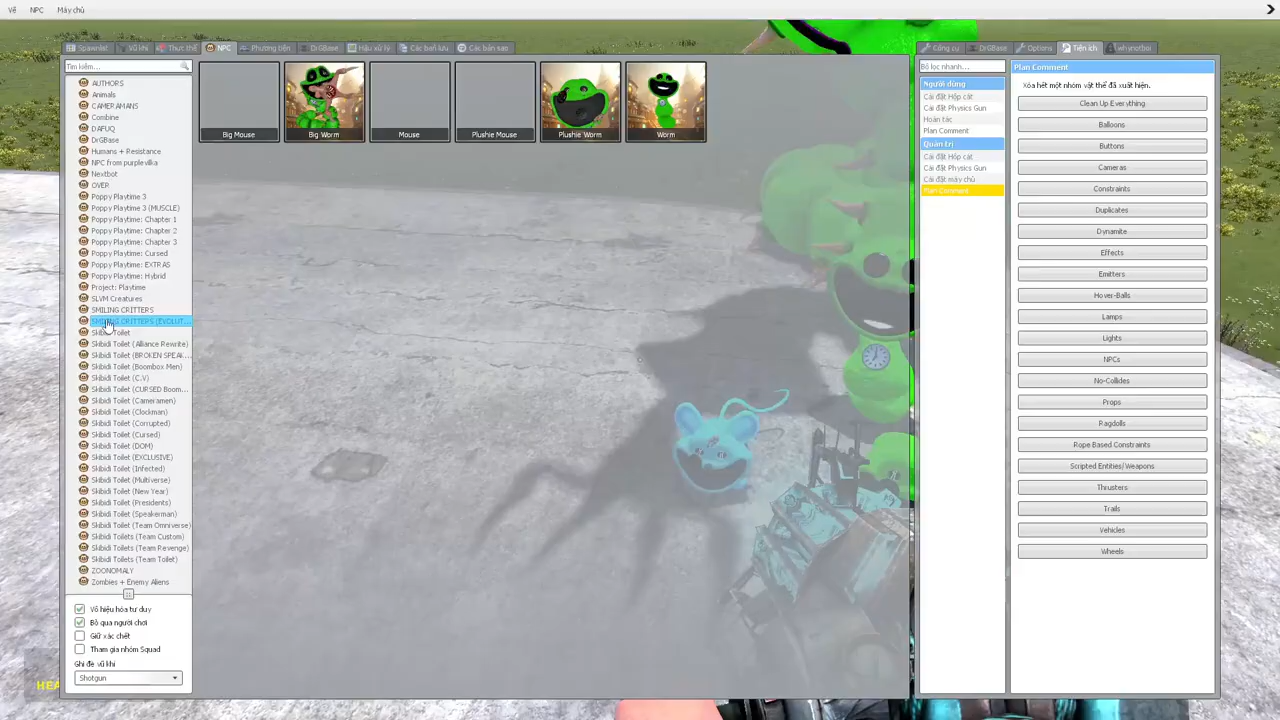 Vẽ NPC Máy chủ
Spawnlist Vũ khí Thực thể NPC Phương tiện DrGBase Hậu xử lý Các bản lưu Các bản sao
Tìm kiếm...
AUTHORS
Animals
CAMERAMANS
Combine
DAFUQ
DrGBase
Humans + Resistance
NPC from purplevilka
Nextbot
OVER
Poppy Playtime 3
Poppy Playtime 3 (MUSCLE)
Poppy Playtime: Chapter 1
Poppy Playtime: Chapter 2
Poppy Playtime: Chapter 3
Poppy Playtime: Cursed
Poppy Playtime: EXTRAS
Poppy Playtime: Hybrid
Project: Playtime
SLVM Creatures
SMILING CRITTERS
SMILING CRITTERS (EVOLUT...
Skibidi Toilet
Skibidi Toilet (Alliance Rewrite)
Skibidi Toilet (BROKEN SPEAK...
Skibidi Toilet (Boombox Men)
Skibidi Toilet (C.V)
Skibidi Toilet (CURSED Boom...
Skibidi Toilet (Cameramen)
Skibidi Toilet (Clockman)
Skibidi Toilet (Corrupted)
Skibidi Toilet (Cursed)
Skibidi Toilet (DOM)
Skibidi Toilet (EXCLUSIVE)
Skibidi Toilet (Infected)
Skibidi Toilet (Multiverse)
Skibidi Toilet (New Year)
Skibidi Toilet (Presidents)
Skibidi Toilet (Speakerman)
Skibidi Toilet (Team Omniverse)
Skibidi Toilets (Team Custom)
Skibidi Toilets (Team Revenge)
Skibidi Toilets (Team Toilet)
ZOONOMALY
Zombies + Enemy Aliens
Vô hiệu hóa tư duy
Bỏ qua người chơi
Giữ xác chết
Tham gia nhóm Squad
Ghi đè vũ khí
Shotgun
HEA
Big Mouse Big Worm Mouse Plushie Mouse Plushie Worm Worm
Công cụ DrGBase Options Tiện ích whynotboi
Bộ lọc nhanh...
Người dùng
Cài đặt Hộp cát
Cài đặt Physics Gun
Hoàn tác
Plan Comment
Quản trị
Cài đặt Hộp cát
Cài đặt Physics Gun
Cài đặt máy chủ
Plan Comment
Plan Comment
Xóa hết một nhóm vật thể đã xuất hiện.
Clean Up Everything
Balloons
Buttons
Cameras
Constraints
Duplicates
Dynamite
Effects
Emitters
Hover-Balls
Lamps
Lights
NPCs
No-Collides
Props
Ragdolls
Rope Based Constraints
Scripted Entities/Weapons
Thrusters
Trails
Vehicles
Wheels